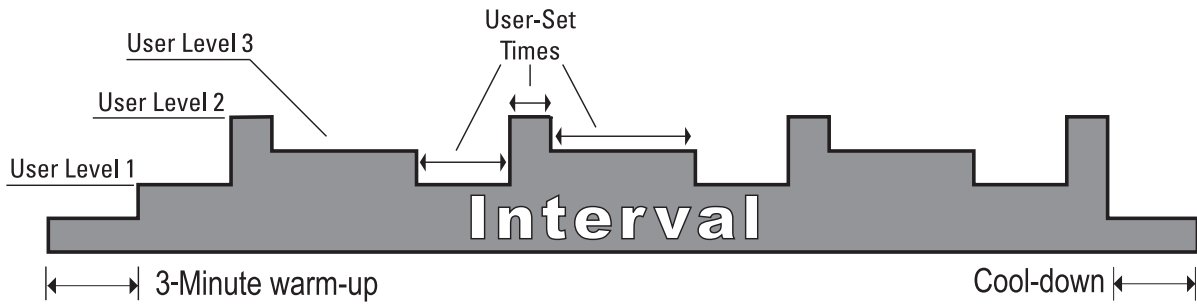 User-Set
Times
User Level 3
User Level 2
User Level 1
Interval
3-Minute warm-up
Cool-down